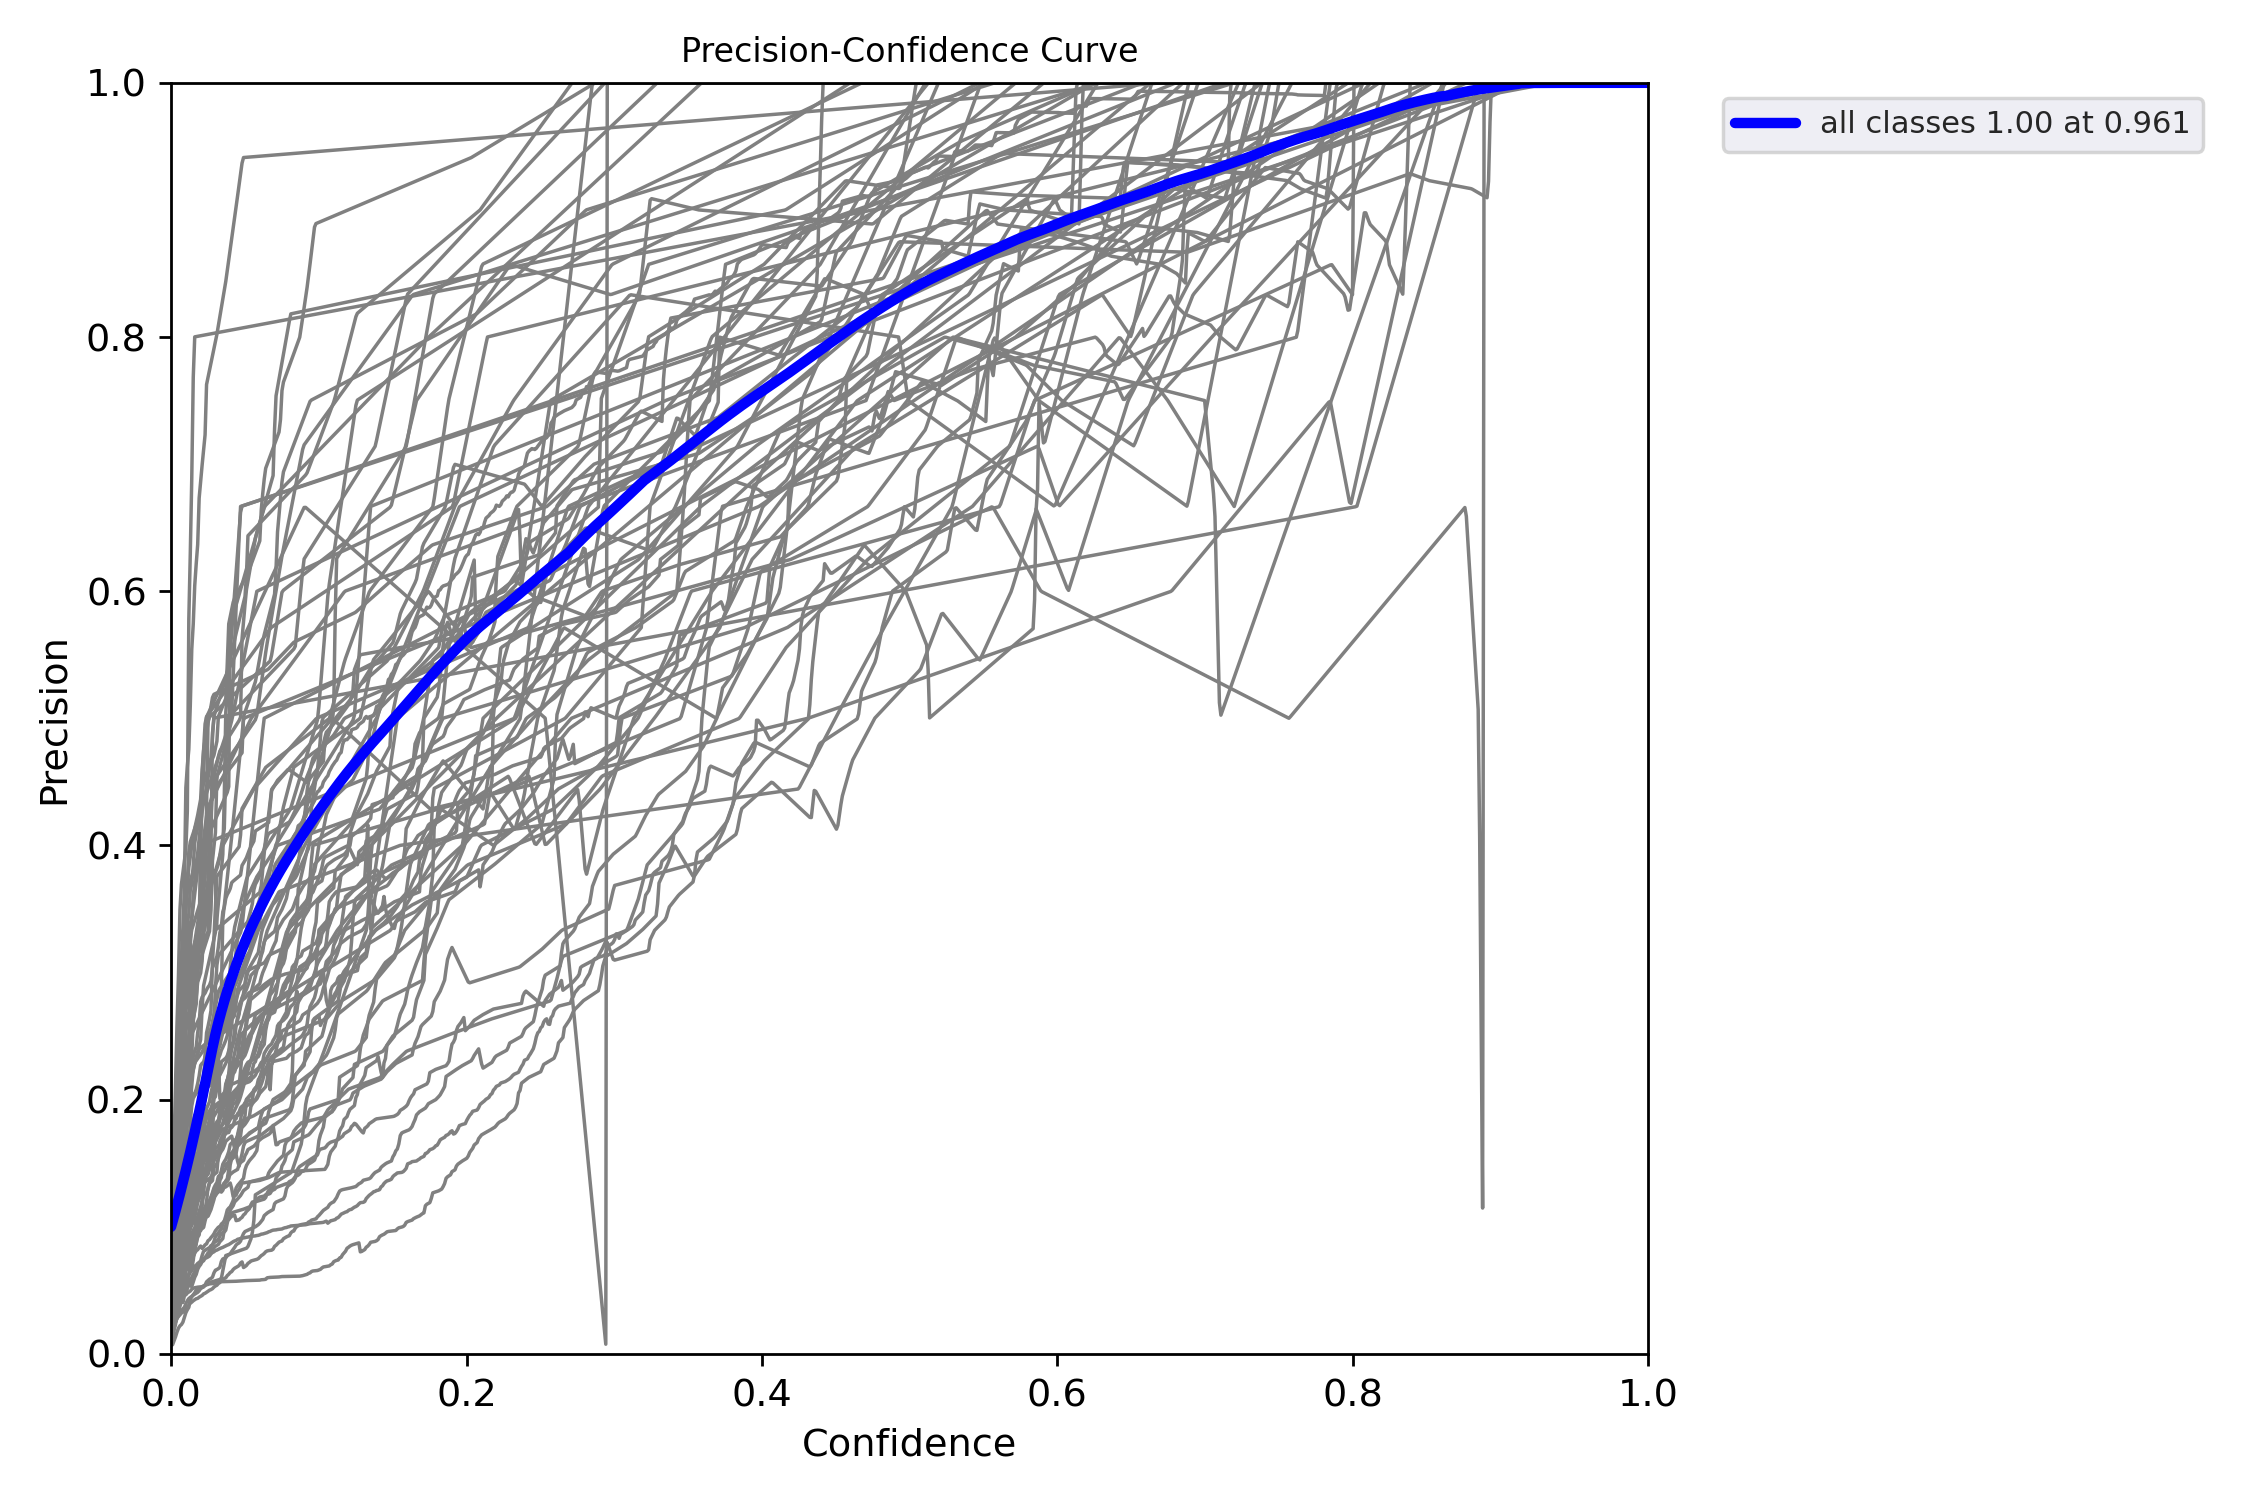 Precision-Confidence Curve
all classes 1.00 at 0.961
Precision
1.0
0.8
0.6
0.4
0.2
0.0
0.0 0.2 0.4 0.6 0.8 1.0
Confidence